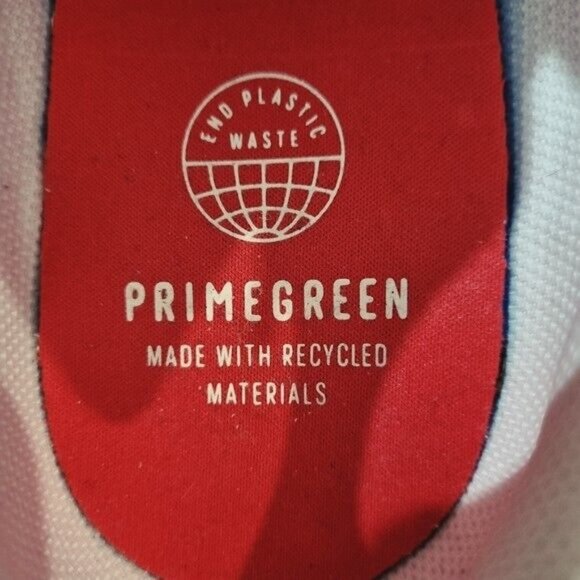 END PLASTIC
WASTE
PRIMEGREEN
MADE WITH RECYCLED
MATERIALS